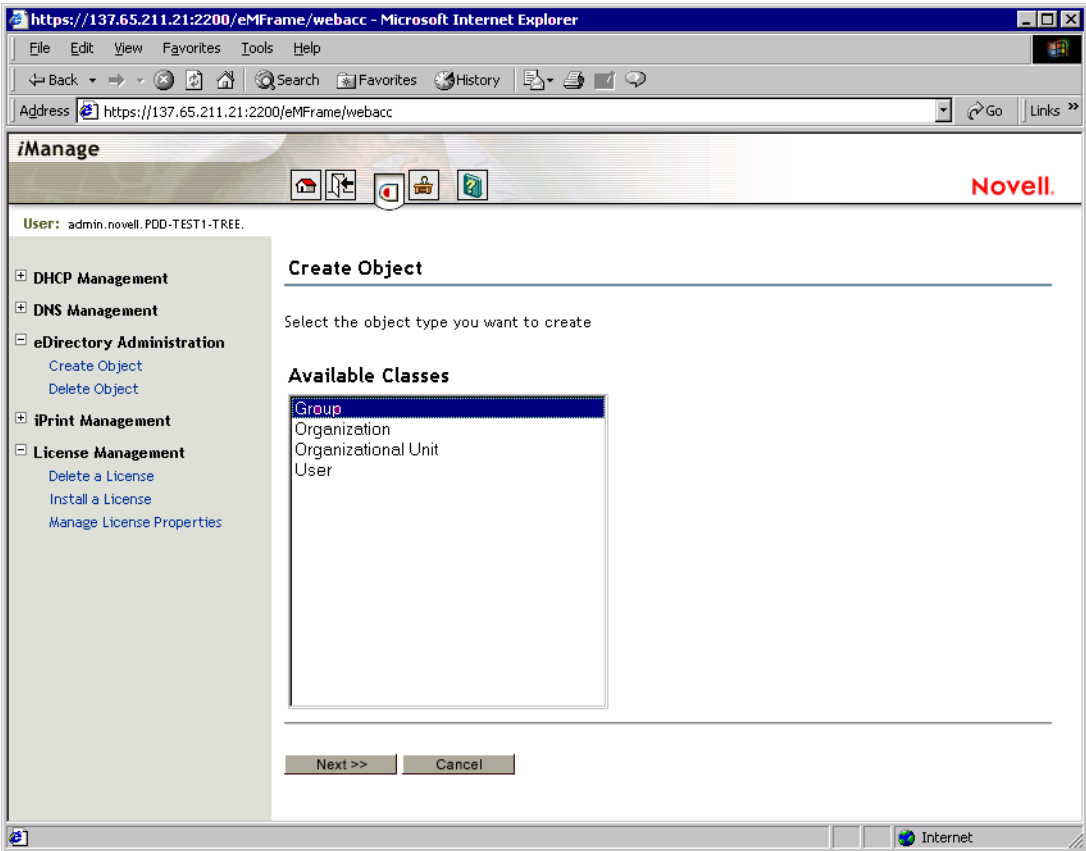 https://137.65.211.21:2200/eMFrame/webacc - Microsoft Internet Explorer
File Edit View Favorites Tools Help
Back Search Favorites History
Address https://137.65.211.21:2200/eMFrame/webacc Go Links »
iManage
Novell.
User: admin.novell.PDD-TEST1-TREE.
DHCP Management
DNS Management
eDirectory Administration
Create Object
Delete Object
iPrint Management
License Management
Delete a License
Install a License
Manage License Properties
Create Object
Select the object type you want to create
Available Classes
Group
Organization
Organizational Unit
User
Next >> Cancel
Internet